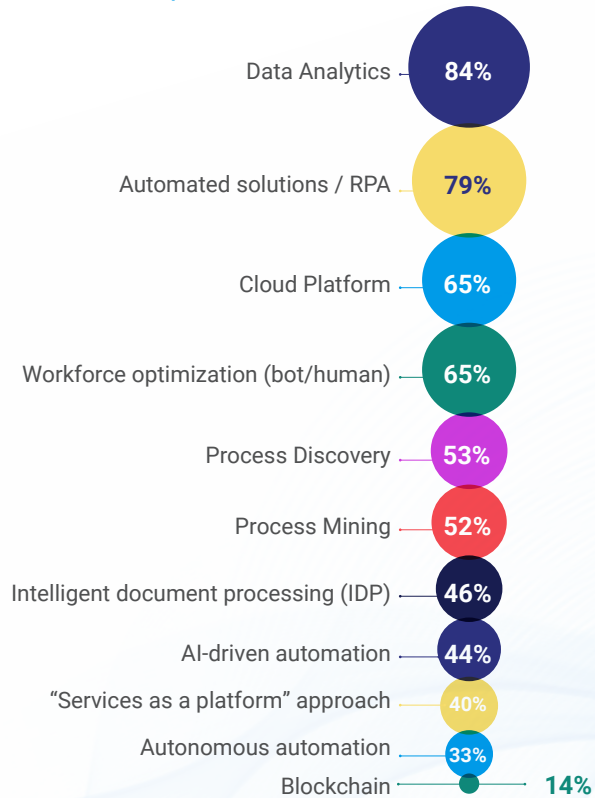 Data Analytics 84%
Automated solutions / RPA 79%
Cloud Platform 65%
Workforce optimization (bot/human) 65%
Process Discovery 53%
Process Mining 52%
Intelligent document processing (IDP) 46%
AI-driven automation 44%
“Services as a platform” approach 40%
Autonomous automation 33%
Blockchain 14%